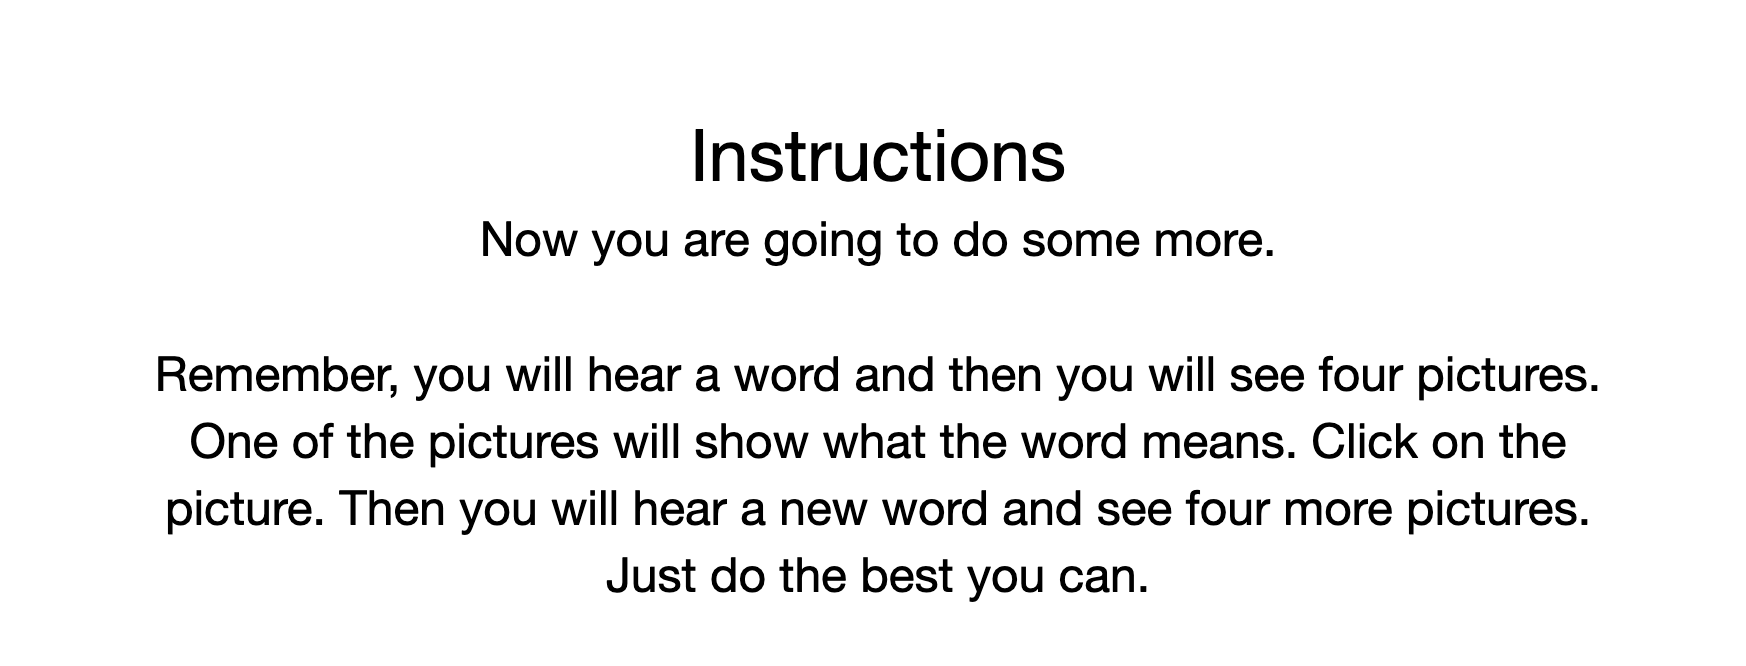 Instructions
Now you are going to do some more.
Remember, you will hear a word and then you will see four pictures.
One of the pictures will show what the word means. Click on the
picture. Then you will hear a new word and see four more pictures.
Just do the best you can.